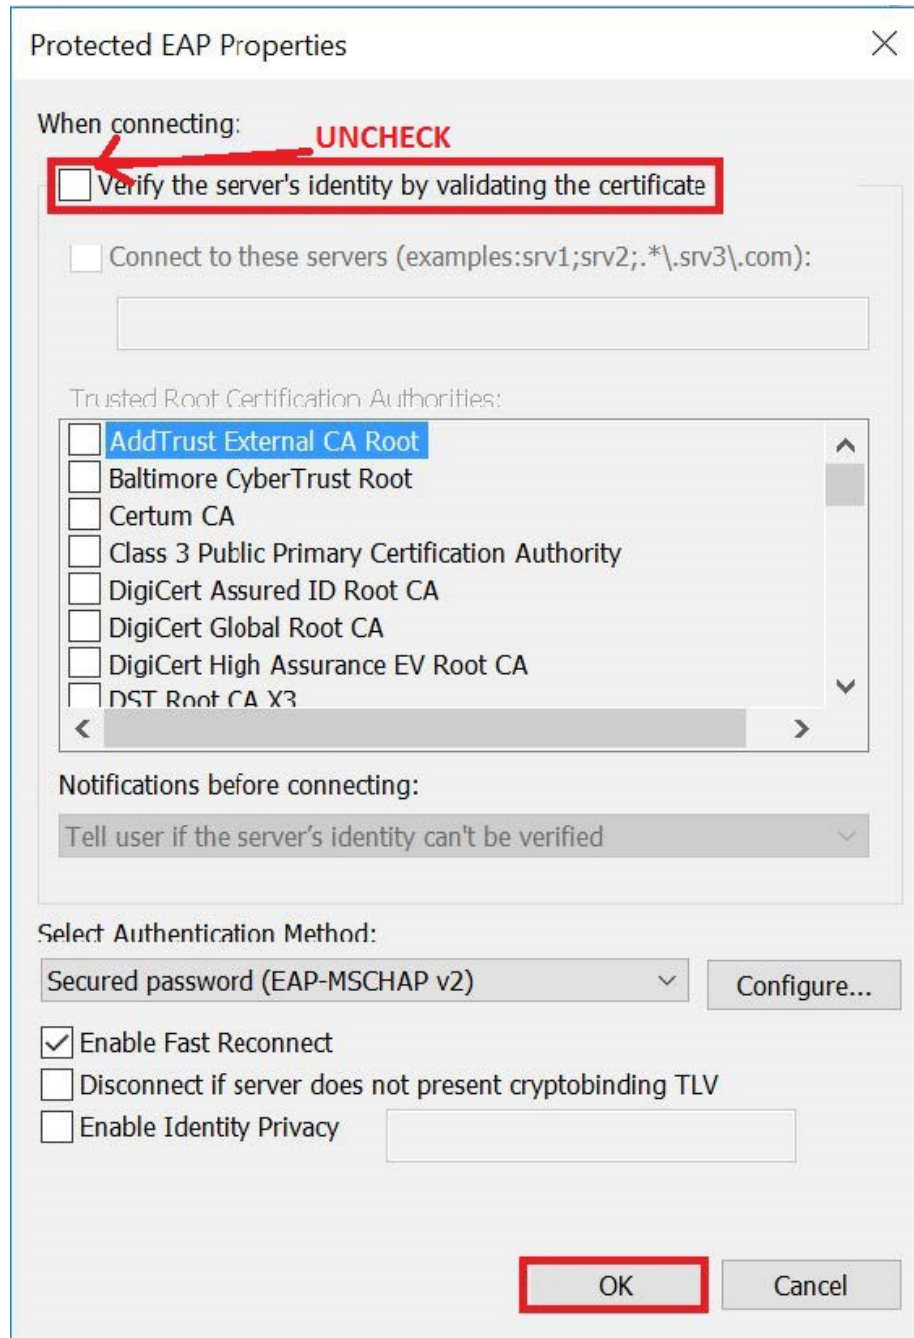 Protected EAP Properties
When connecting:
UNCHECK
Verify the server's identity by validating the certificate
Connect to these servers (examples:srv1;srv2;.*\.srv3\.com):
Trusted Root Certification Authorities:
AddTrust External CA Root
Baltimore CyberTrust Root
Certum CA
Class 3 Public Primary Certification Authority
DigiCert Assured ID Root CA
DigiCert Global Root CA
DigiCert High Assurance EV Root CA
DST Root CA X3
Notifications before connecting:
Tell user if the server's identity can't be verified
Select Authentication Method:
Secured password (EAP-MSCHAP v2)
Configure...
Enable Fast Reconnect
Disconnect if server does not present cryptobinding TLV
Enable Identity Privacy
OK
Cancel